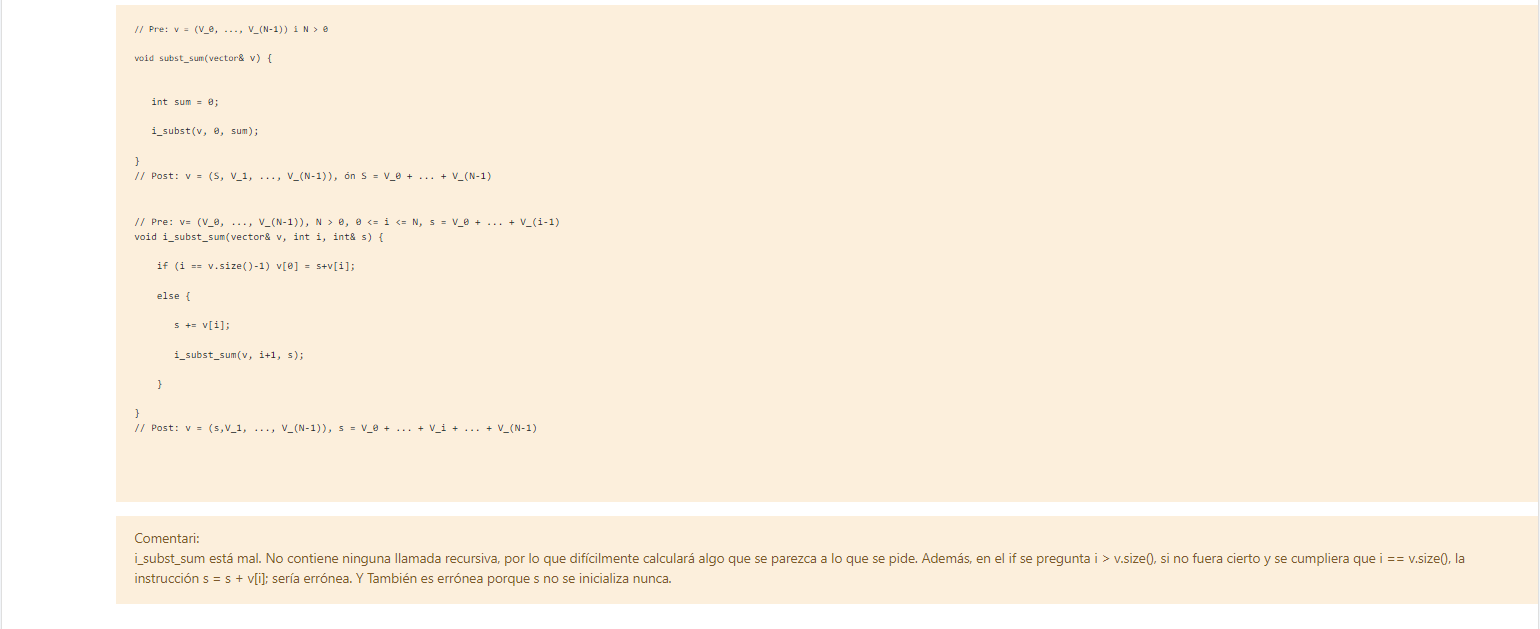 // Pre: v = (V_0, ..., V_(N-1)) i N > 0
void subst_sum(vector& v) {
int sum = 0;
i_subst(v, 0, sum);
}
// Post: v = (S, V_1, ..., V_(N-1)), ón S = V_0 + ... + V_(N-1)
// Pre: v= (V_0, ..., V_(N-1)), N > 0, 0 <= i <= N, s = V_0 + ... + V_(i-1)
void i_subst_sum(vector& v, int i, int& s) {
if (i == v.size()-1) v[0] = s+v[i];
else {
s += v[i];
i_subst_sum(v, i+1, s);
}
}
// Post: v = (s,V_1, ..., V_(N-1)), s = V_0 + ... + V_i + ... + V_(N-1)
Comentari:
i_subst_sum está mal. No contiene ninguna llamada recursiva, por lo que difícilmente calculará algo que se parezca a lo que se pide. Además, en el if se pregunta i > v.size(), si no fuera cierto y se cumpliera que i == v.size(), la
instrucción s = s + v[i]; sería errónea. Y También es errónea porque s no se inicializa nunca.